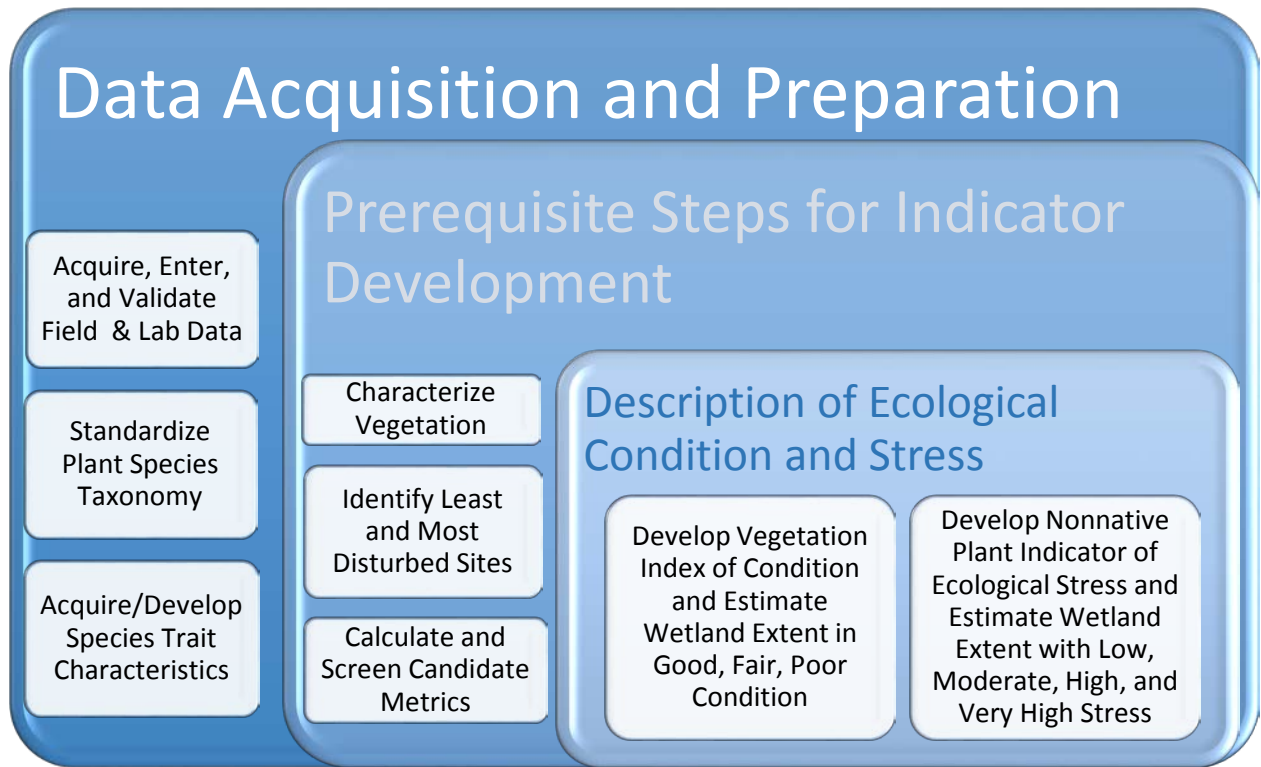 Data Acquisition and Preparation
Acquire, Enter,
and Validate
Field & Lab Data
Standardize
Plant Species
Taxonomy
Acquire/Develop
Species Trait
Characteristics
Prerequisite Steps for Indicator
Development
Characterize
Vegetation
Identify Least
and Most
Disturbed Sites
Calculate and
Screen Candidate
Metrics
Description of Ecological
Condition and Stress
Develop Vegetation
Index of Condition
and Estimate
Wetland Extent in
Good, Fair, Poor
Condition
Develop Nonnative
Plant Indicator of
Ecological Stress and
Estimate Wetland
Extent with Low,
Moderate, High, and
Very High Stress